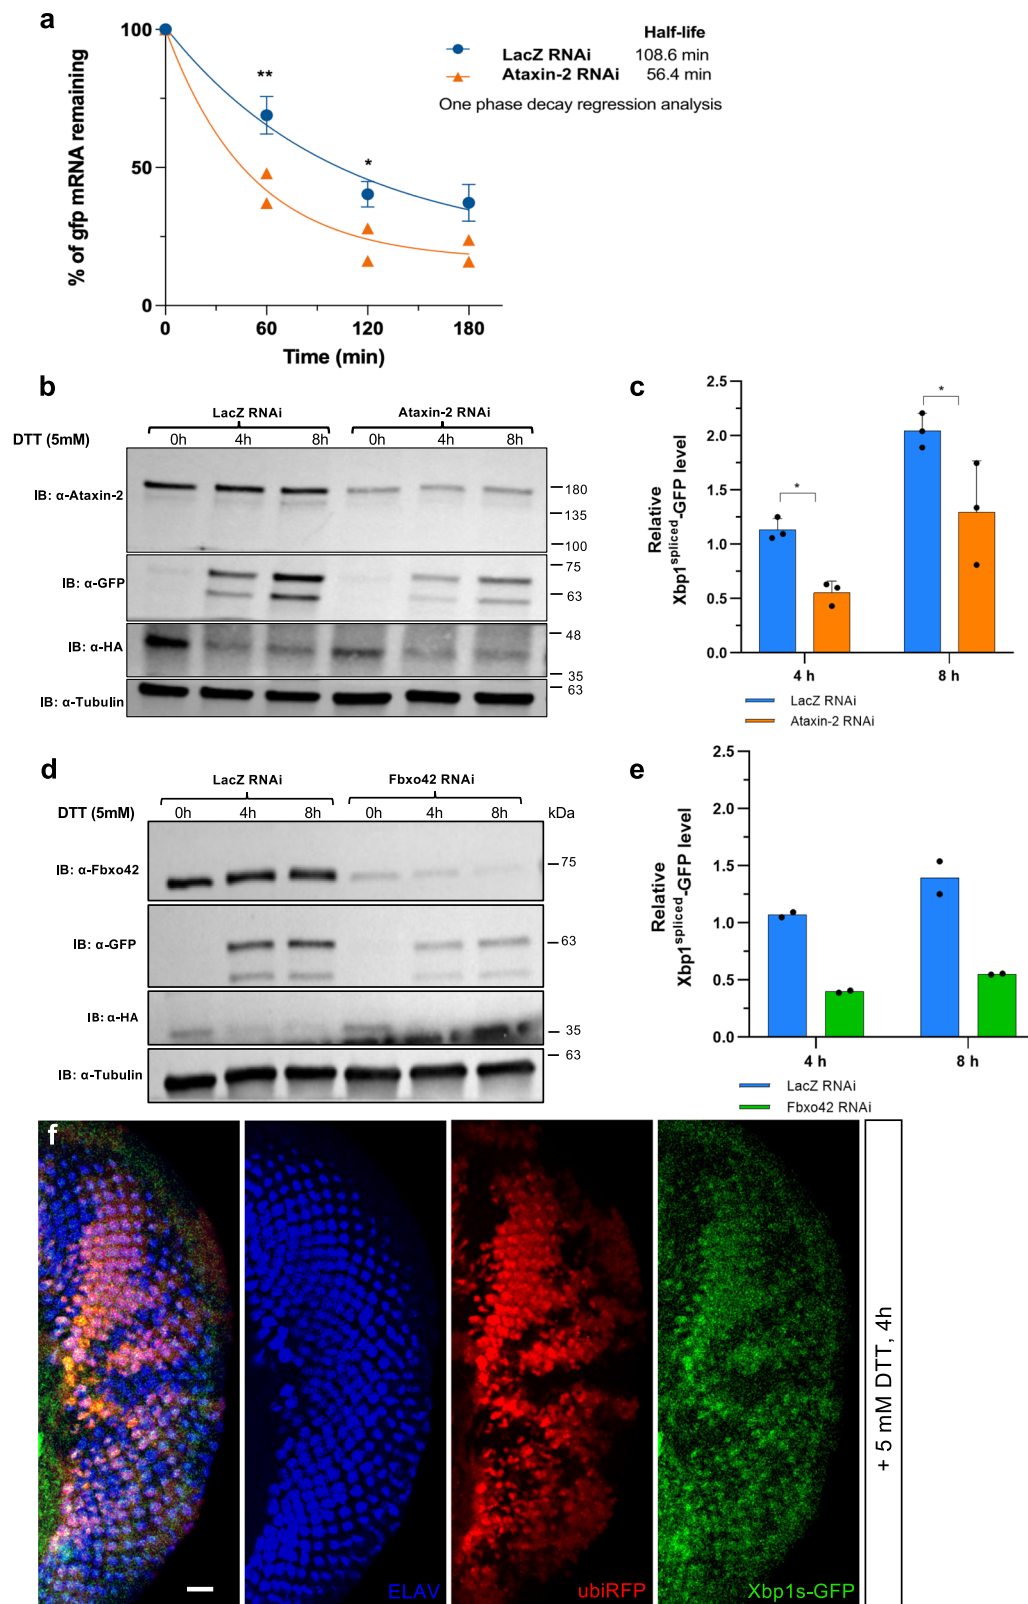 a
100
50
0
% of gfp mRNA remaining
**
*
0 60 120 180
Time (min)
Half-life
LacZ RNAi 108.6 min
Ataxin-2 RNAi 56.4 min
One phase decay regression analysis
b
LacZ RNAi Ataxin-2 RNAi
DTT (5mM) 0h 4h 8h 0h 4h 8h
IB: α-Ataxin-2
180
135
100
IB: α-GFP
75
63
IB: α-HA
48
35
IB: α-Tubulin
63
c
2.5
2.0
1.5
1.0
0.5
0.0
Relative
Xbp1spliced-GFP level
*
*
4 h 8 h
LacZ RNAi
Ataxin-2 RNAi
d
LacZ RNAi Fbxo42 RNAi
DTT (5mM) 0h 4h 8h 0h 4h 8h kDa
IB: α-Fbxo42
75
IB: α-GFP
63
IB: α-HA
35
IB: α-Tubulin
63
e
2.5
2.0
1.5
1.0
0.5
0.0
Relative
Xbp1spliced-GFP level
4 h 8 h
LacZ RNAi
Fbxo42 RNAi
f
ELAV
ubiRFP
Xbp1s-GFP
+ 5 mM DTT, 4h